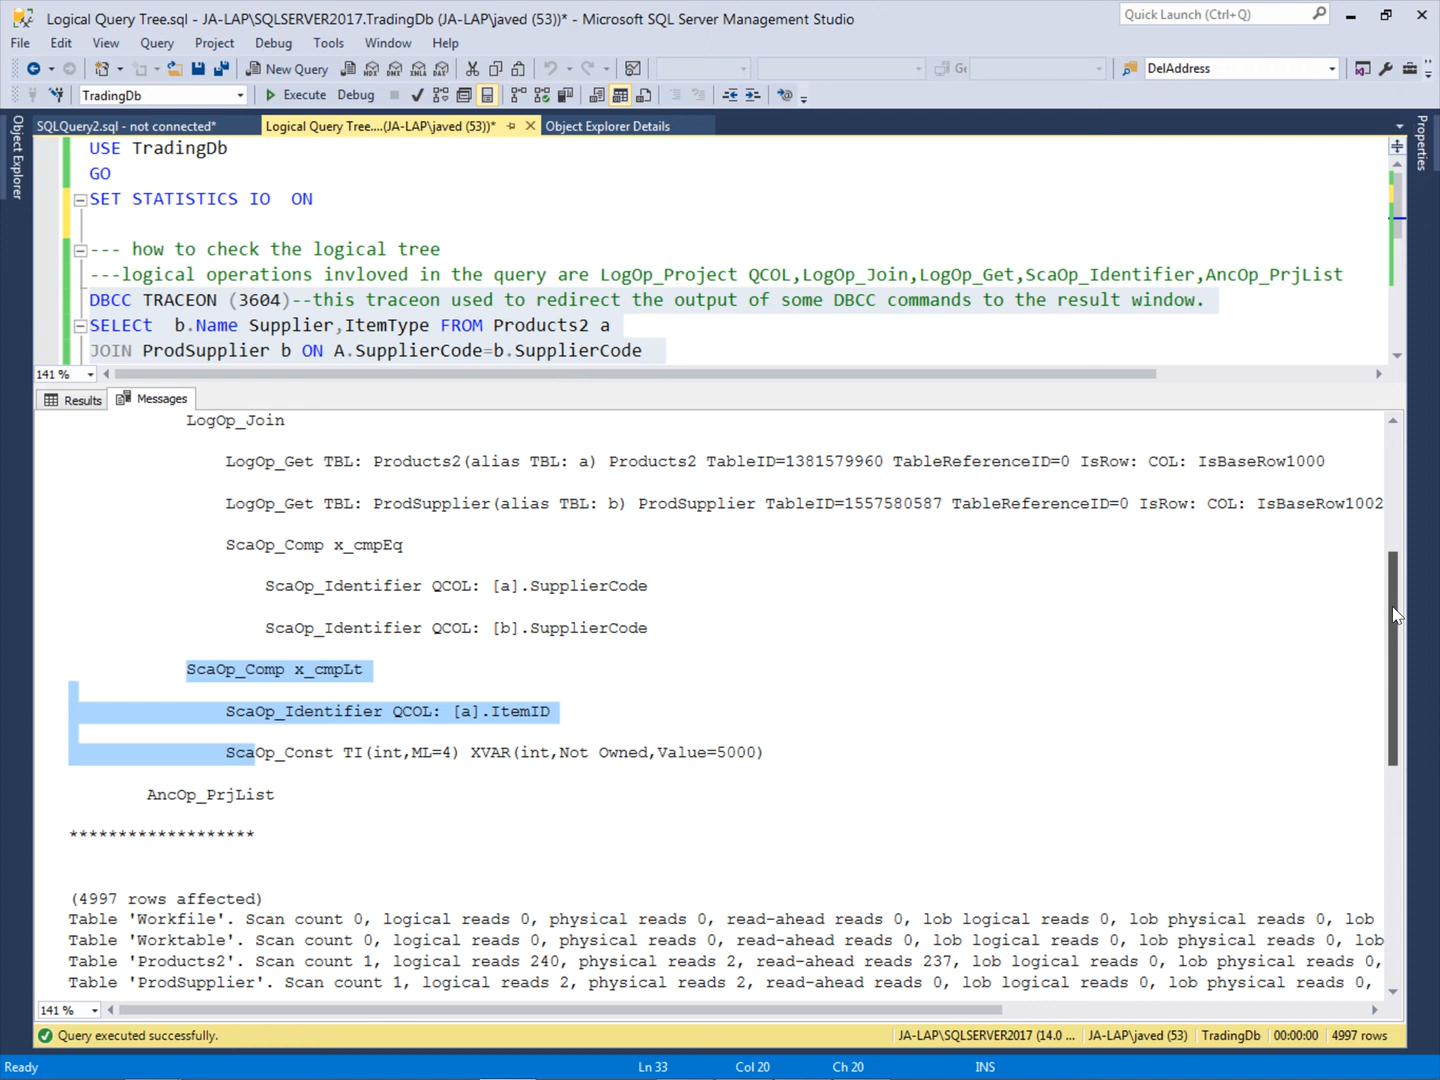 Logical Query Tree.sql - JA-LAP\SQLSERVER2017.TradingDb (JA-LAP\javed (53))* - Microsoft SQL Server Management Studio
Quick Launch (Ctrl+Q)
File Edit View Query Project Debug Tools Window Help
New Query
DelAddress
TradingDb
Execute Debug
SQLQuery2.sql - not connected*
Logical Query Tree....(JA-LAP\javed (53))*
Object Explorer Details
Object Explorer
Properties
USE TradingDb
GO
SET STATISTICS IO ON
--- how to check the logical tree
---logical operations invloved in the query are LogOp_Project QCOL,LogOp_Join,LogOp_Get,ScaOp_Identifier,AncOp_PrjList
DBCC TRACEON (3604)--this traceon used to redirect the output of some DBCC commands to the result window.
SELECT b.Name Supplier,ItemType FROM Products2 a
JOIN ProdSupplier b ON A.SupplierCode=b.SupplierCode
141 %
Results Messages
LogOp_Join
LogOp_Get TBL: Products2(alias TBL: a) Products2 TableID=1381579960 TableReferenceID=0 IsRow: COL: IsBaseRow1000
LogOp_Get TBL: ProdSupplier(alias TBL: b) ProdSupplier TableID=1557580587 TableReferenceID=0 IsRow: COL: IsBaseRow1002
ScaOp_Comp x_cmpEq
ScaOp_Identifier QCOL: [a].SupplierCode
ScaOp_Identifier QCOL: [b].SupplierCode
ScaOp_Comp x_cmpLt
ScaOp_Identifier QCOL: [a].ItemID
ScaOp_Const TI(int,ML=4) XVAR(int,Not Owned,Value=5000)
AncOp_PrjList
*******************
(4997 rows affected)
Table 'Workfile'. Scan count 0, logical reads 0, physical reads 0, read-ahead reads 0, lob logical reads 0, lob physical reads 0, lob
Table 'Worktable'. Scan count 0, logical reads 0, physical reads 0, read-ahead reads 0, lob logical reads 0, lob physical reads 0, lob
Table 'Products2'. Scan count 1, logical reads 240, physical reads 2, read-ahead reads 237, lob logical reads 0, lob physical reads 0,
Table 'ProdSupplier'. Scan count 1, logical reads 2, physical reads 2, read-ahead reads 0, lob logical reads 0, lob physical reads 0,
141 %
Query executed successfully.
JA-LAP\SQLSERVER2017 (14.0 ... JA-LAP\javed (53) TradingDb 00:00:00 4997 rows
Ready Ln 33 Col 20 Ch 20 INS